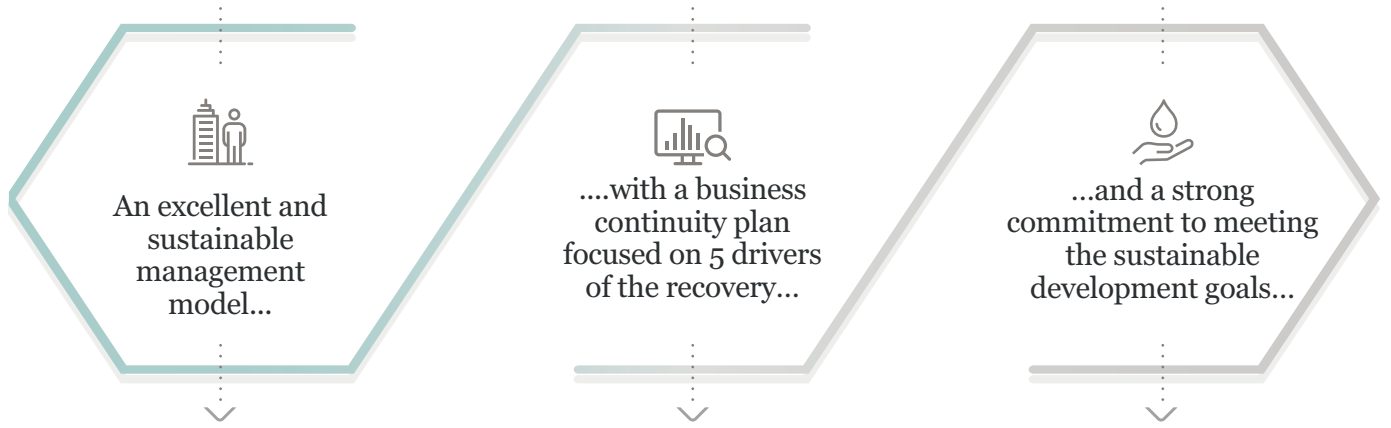 An excellent and
sustainable
management
model...
....with a business
continuity plan
focused on 5 drivers
of the recovery...
...and a strong
commitment to meeting
the sustainable
development goals...